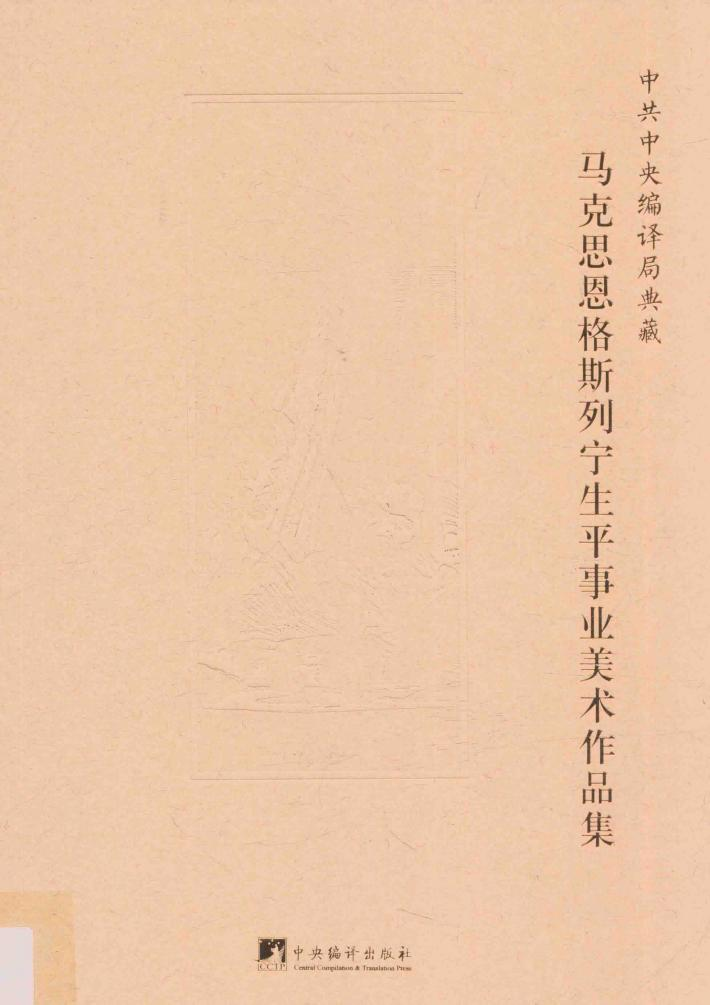 中共中央编译局典藏
马克思恩格斯列宁生平事业美术作品集
CCTP
中央编译出版社
Central Compilation & Translation Press